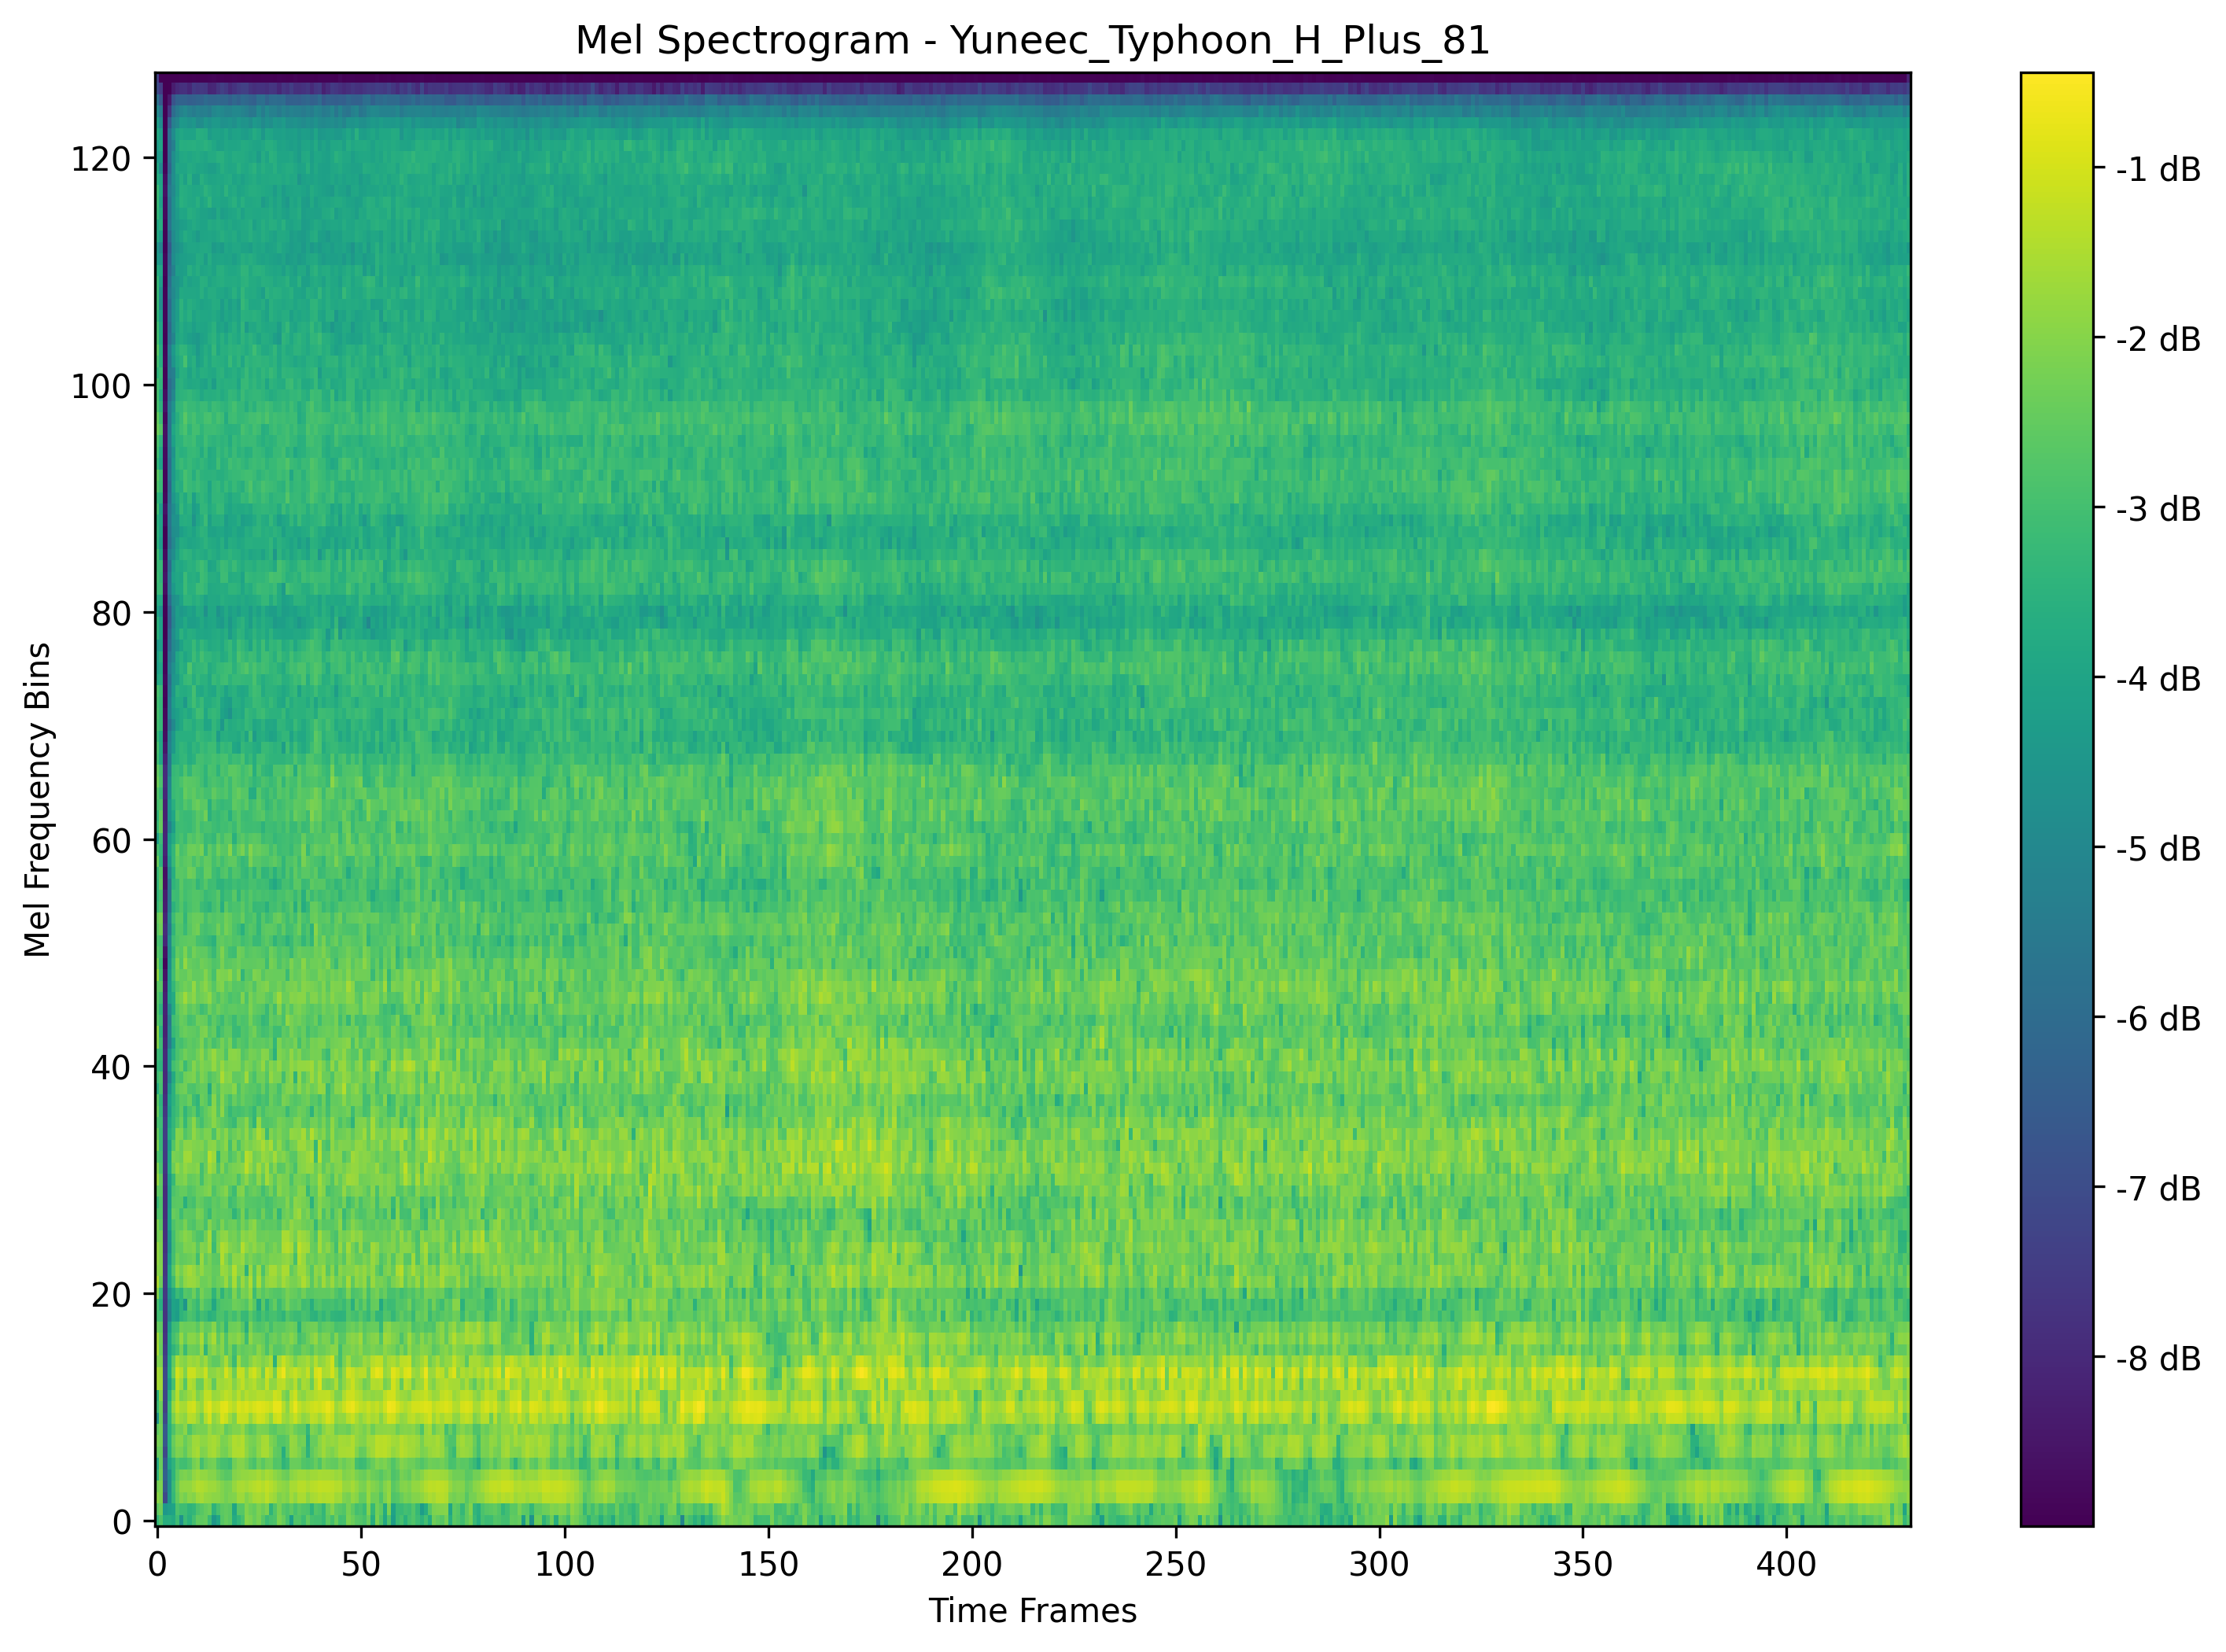 Mel Spectrogram - Yuneec_Typhoon_H_Plus_81
Mel Frequency Bins
120
100
80
60
40
20
0
0 50 100 150 200 250 300 350 400
Time Frames
-1 dB
-2 dB
-3 dB
-4 dB
-5 dB
-6 dB
-7 dB
-8 dB